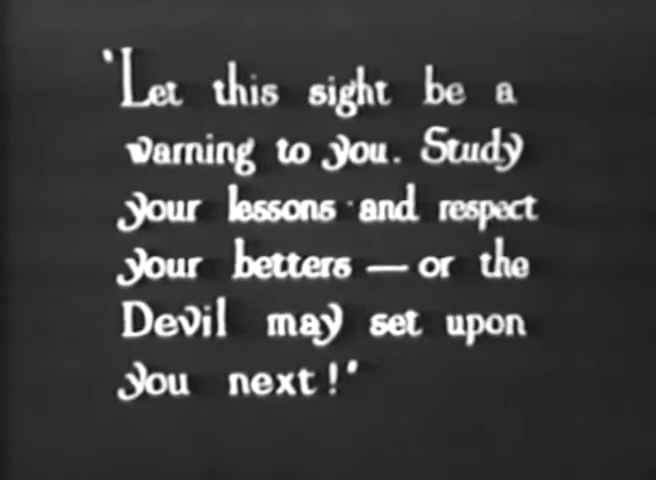 'Let this sight be a
warning to you. Study
your lessons and respect
your betters — or the
Devil may set upon
you next!'